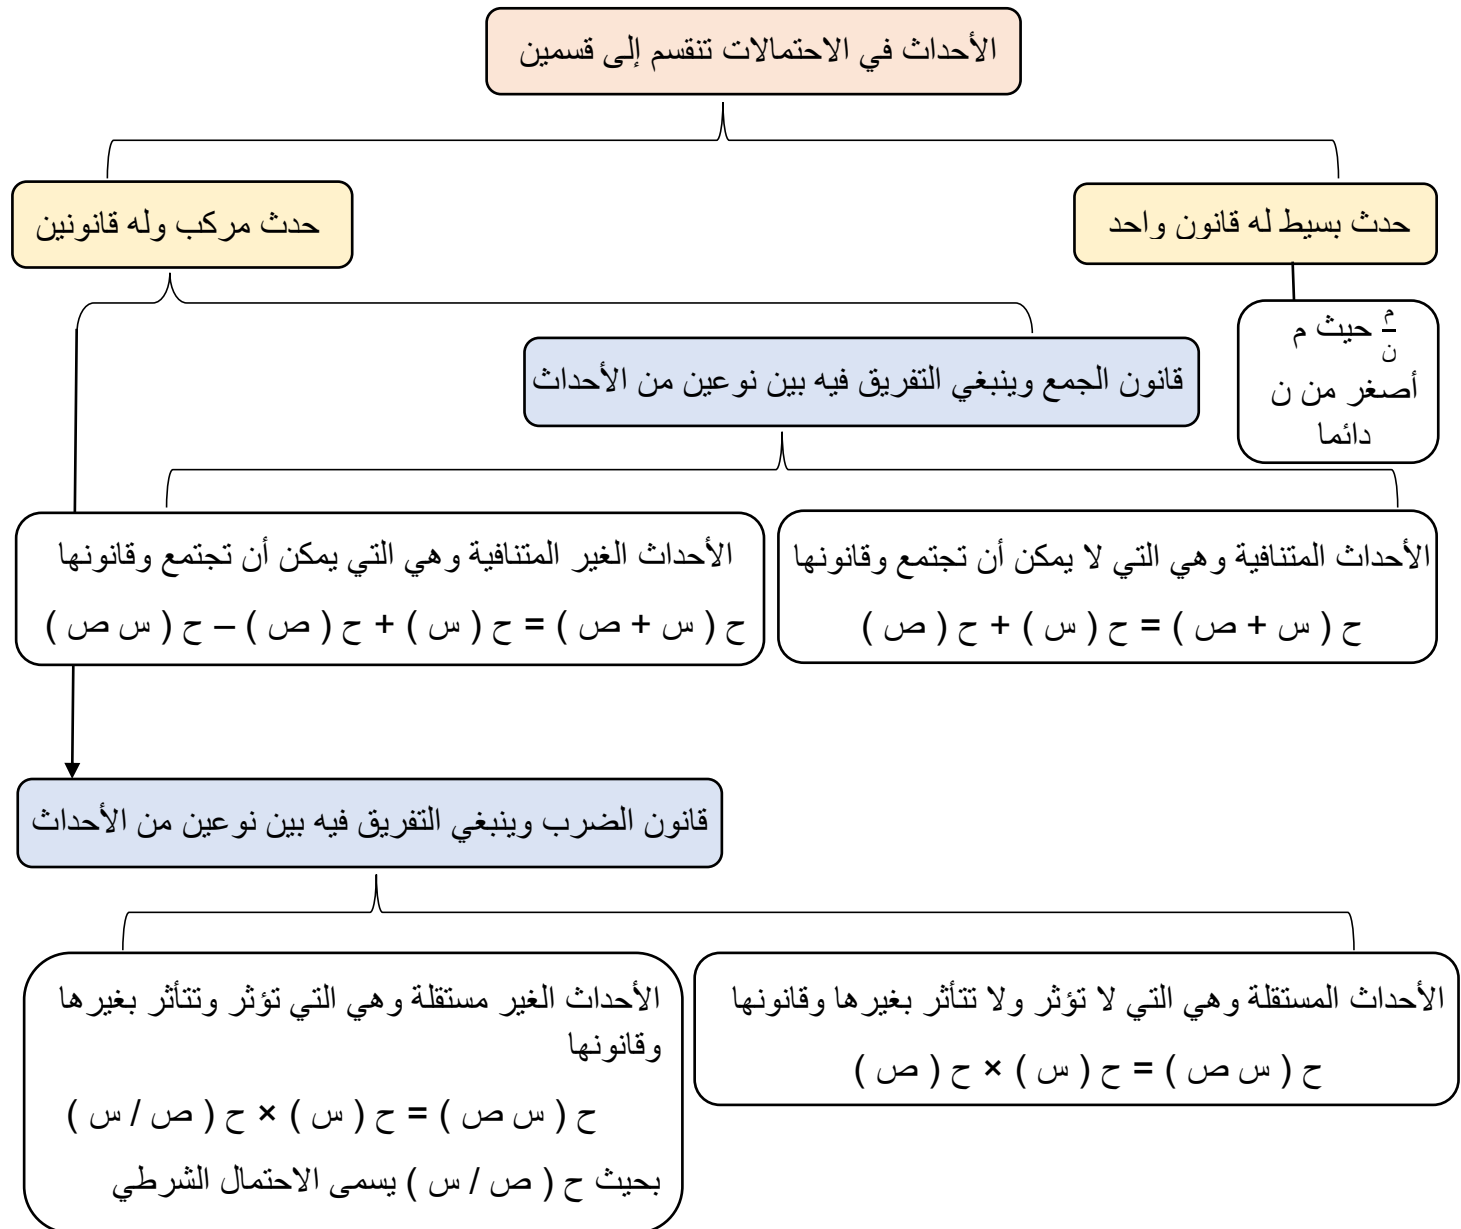 الأحداث في الاحتمالات تنقسم إلى قسمين
حدث بسيط له قانون واحد
حدث مركب وله قانونين
م/ن حيث م
أصغر من ن
دائما
قانون الجمع وينبغي التفريق فيه بين نوعين من الأحداث
الأحداث المتنافية وهي التي لا يمكن أن تجتمع وقانونها
ح ( س + ص ) = ح ( س ) + ح ( ص )
الأحداث الغير المتنافية وهي التي يمكن أن تجتمع وقانونها
ح ( س + ص ) = ح ( س ) + ح ( ص ) – ح ( س ص )
قانون الضرب وينبغي التفريق فيه بين نوعين من الأحداث
الأحداث المستقلة وهي التي لا تؤثر ولا تتأثر بغيرها وقانونها
ح ( س ص ) = ح ( س ) × ح ( ص )
الأحداث الغير مستقلة وهي التي تؤثر وتتأثر بغيرها
وقانونها
ح ( س ص ) = ح ( س ) × ح ( ص / س )
بحيث ح ( ص / س ) يسمى الاحتمال الشرطي